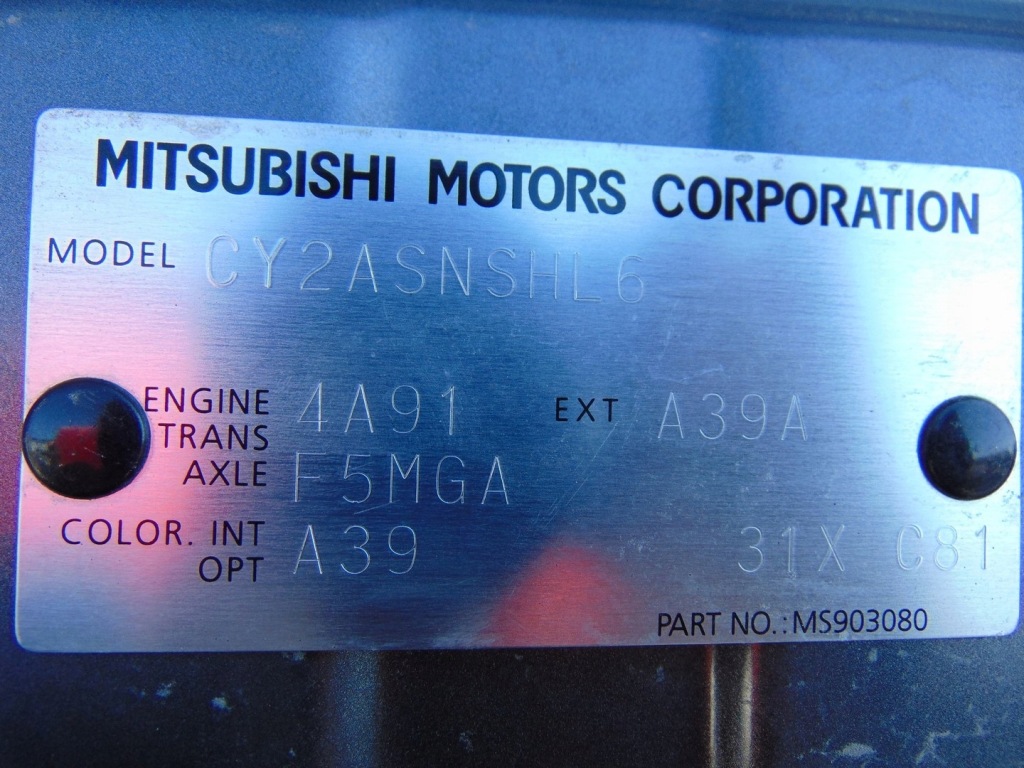 MITSUBISHI MOTORS CORPORATION
MODEL CY2ASNSHL6
ENGINE 4A91 EXT A39A
TRANS
AXLE F5MGA
COLOR. INT A39 31X C81
OPT
PART NO.:MS903080